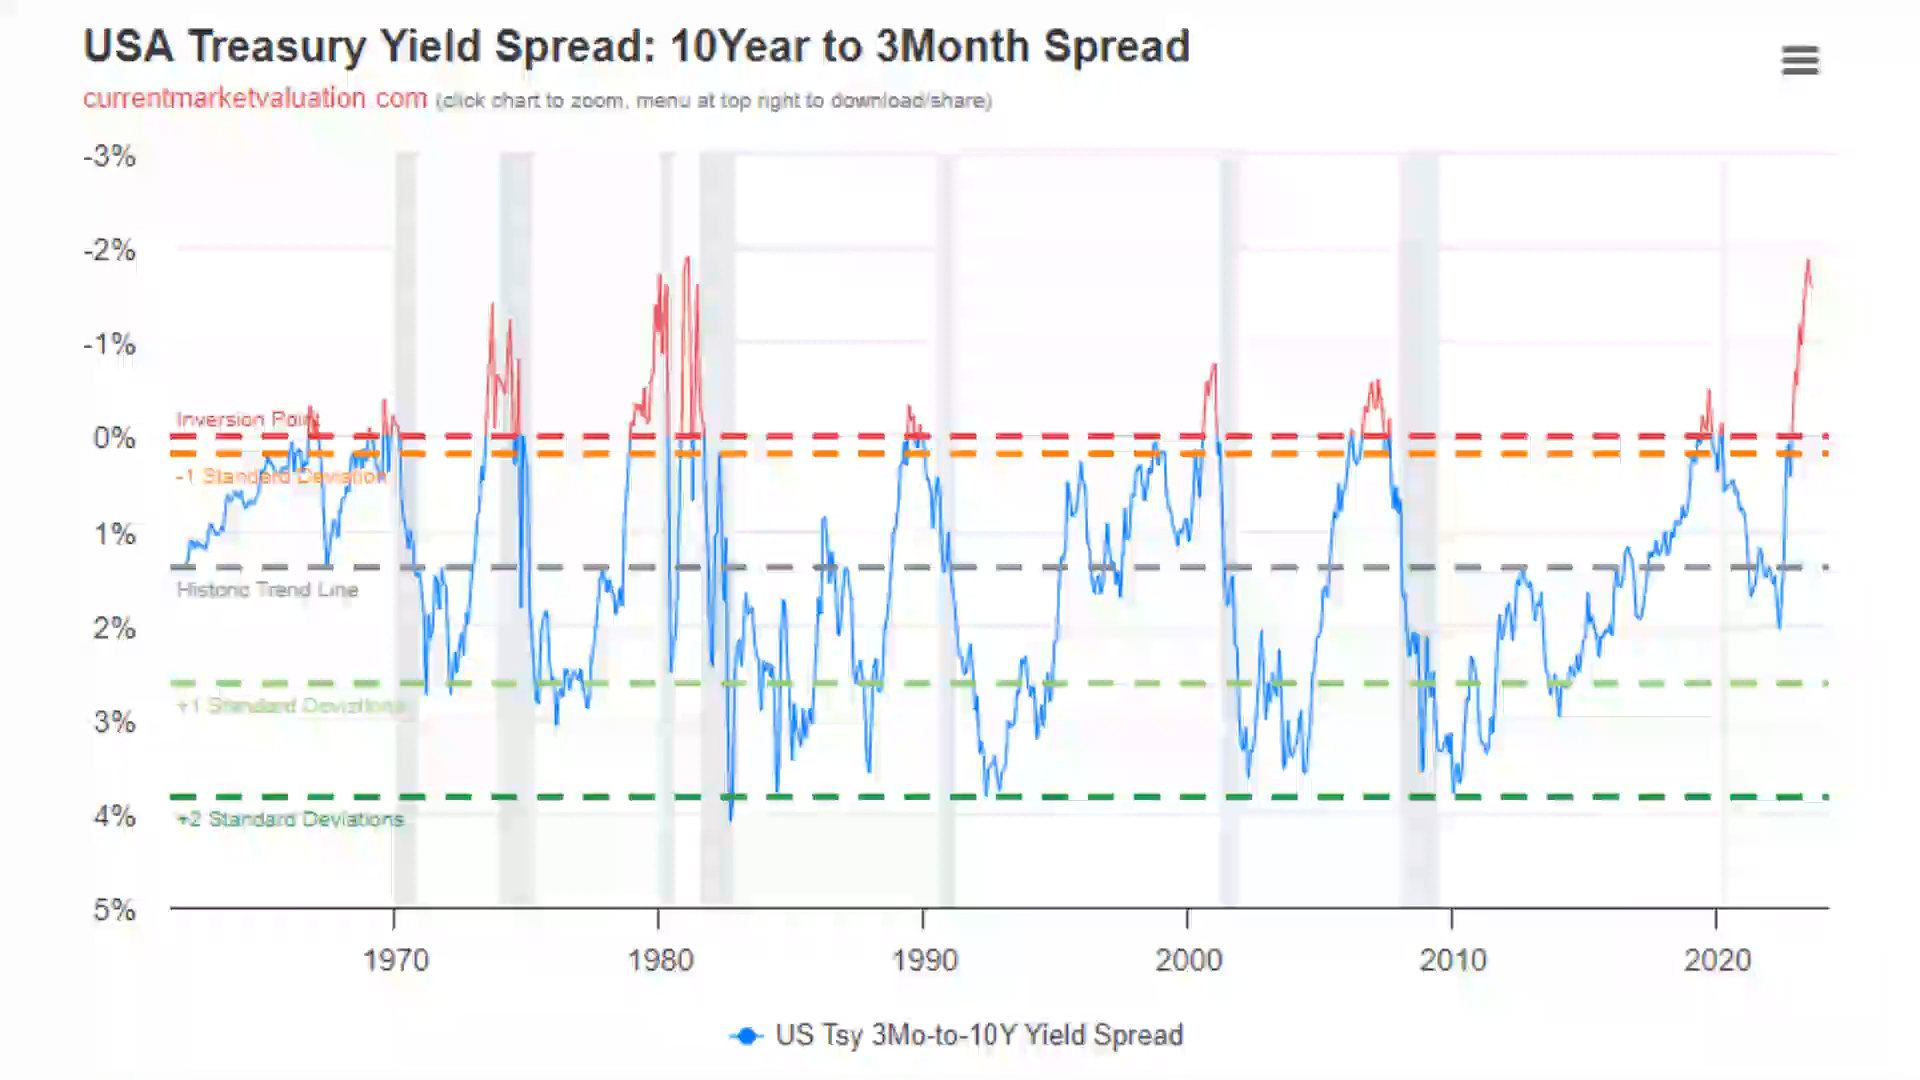 USA Treasury Yield Spread: 10Year to 3Month Spread
currentmarketvaluation.com (click chart to zoom, menu at top right to download/share)
-3%
-2%
-1%
Inversion Point
0%
-1 Standard Deviation
1%
Historic Trend Line
2%
+1 Standard Deviations
3%
4%
+2 Standard Deviations
5%
1970 1980 1990 2000 2010 2020
US Tsy 3Mo-to-10Y Yield Spread